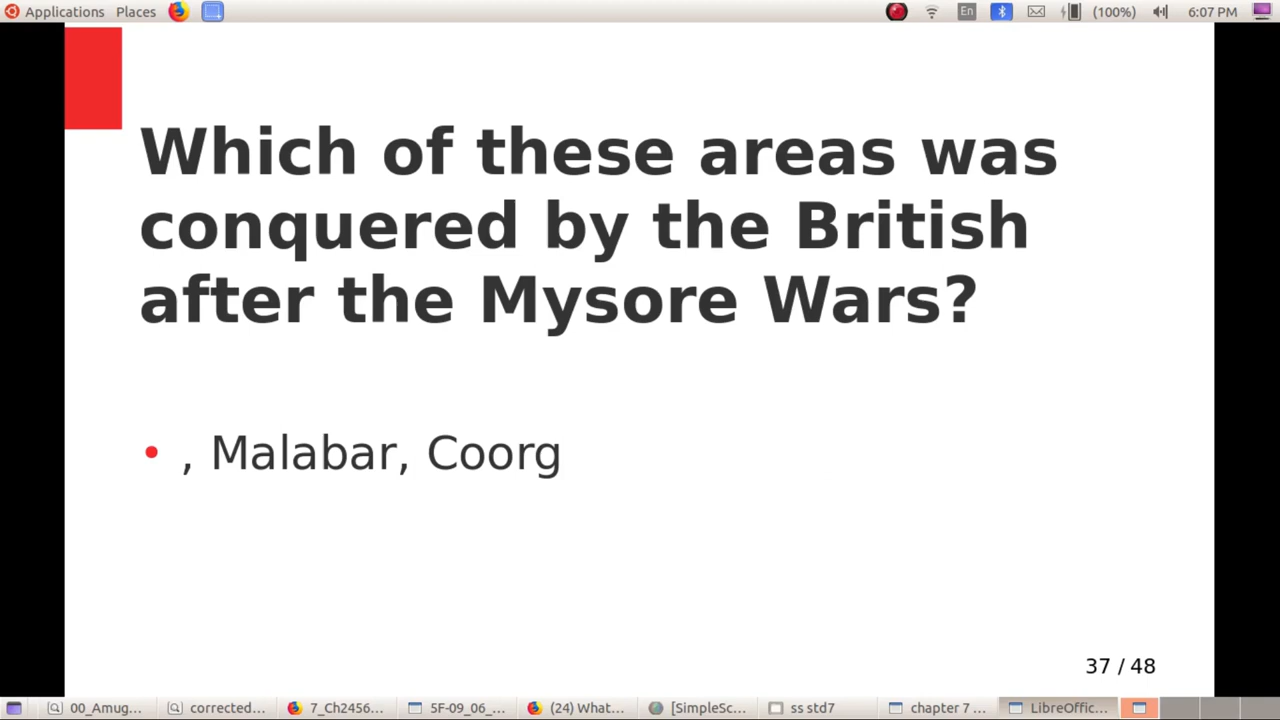 Applications Places En (100%) 6:07 PM
Which of these areas was
conquered by the British
after the Mysore Wars?
• , Malabar, Coorg
37 / 48
00_Amug... corrected... 7_Ch2456... 5F-09_06_... (24) What... [SimpleSc... ss std7 chapter 7 ... LibreOffic...